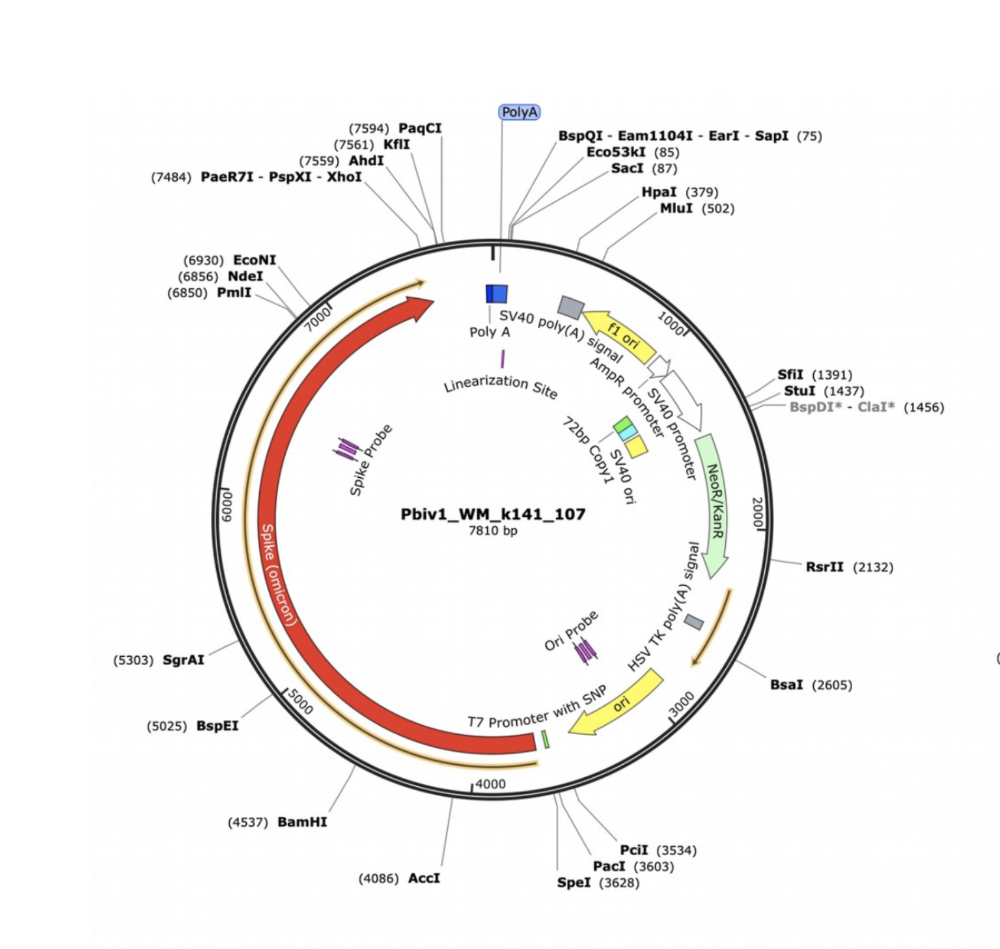 PolyA
(7594) PaqCI
(7561) KflI
(7559) AhdI
(7484) PaeR7I - PspXI - XhoI
BspQI - Eam1104I - EarI - SapI (75)
Eco53kI (85)
SacI (87)
HpaI (379)
MluI (502)
(6930) EcoNI
(6856) NdeI
(6850) PmlI
7000
1000
Poly A
SV40 poly(A) signal
f1 ori
AmpR promoter
SV40 promoter
Linearization Site
SfiI (1391)
StuI (1437)
BspDI* - ClaI* (1456)
72bp Copy1
SV40 ori
Spike Probe
NeoR/KanR
6000
2000
Pbiv1_WM_k141_107
7810 bp
Spike (omicron)
RsrII (2132)
HSV TK poly(A) signal
Ori Probe
(5303) SgrAI
BsaI (2605)
5000
3000
ori
T7 Promoter with SNP
(5025) BspEI
4000
(4537) BamHI
(4086) AccI
PciI (3534)
PacI (3603)
SpeI (3628)